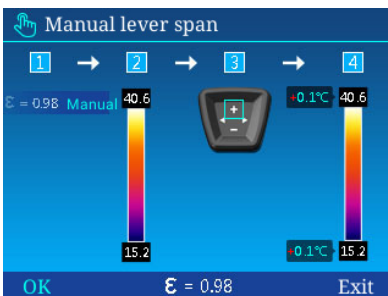 Manual lever span
1 → 2 → 3 → 4
ε = 0.98 Manual 40.6 + - +0.1℃ 40.6
15.2 +0.1℃ 15.2
OK ε = 0.98 Exit